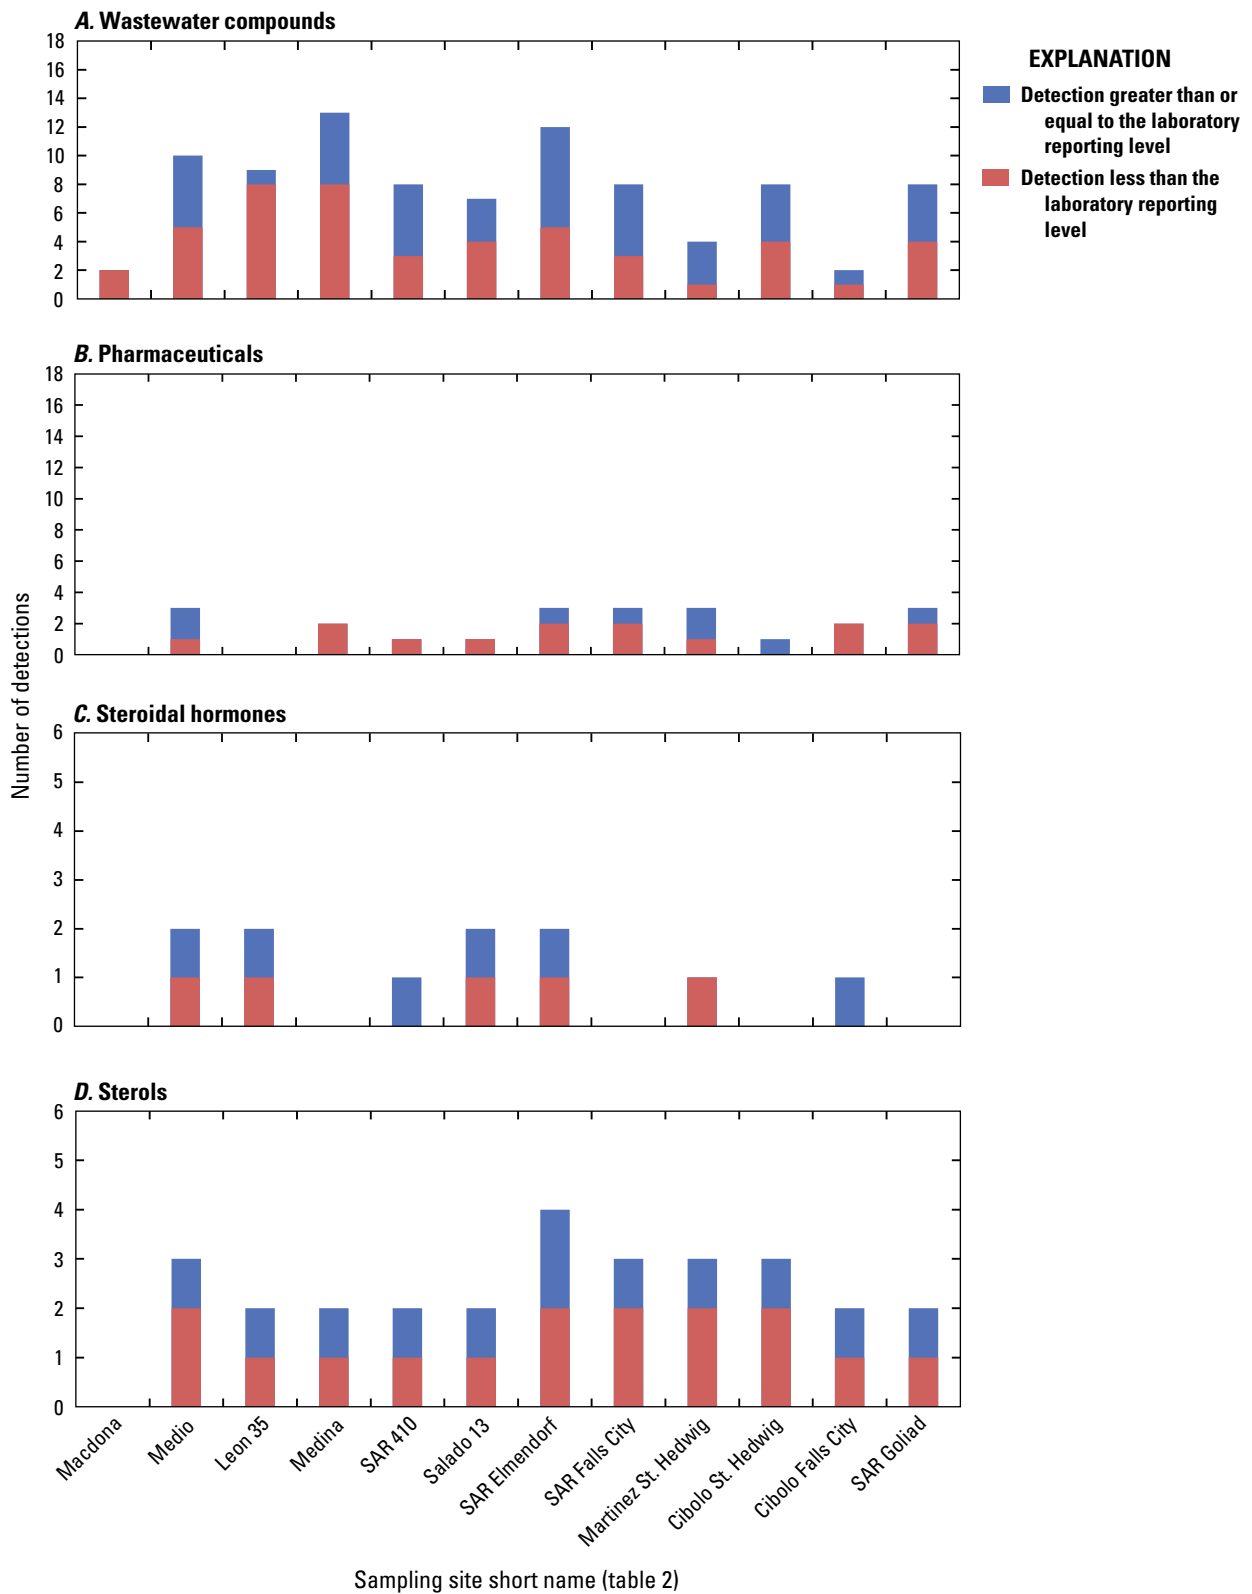 A. Wastewater compounds
18
16
14
12
10
8
6
4
2
0
EXPLANATION
Detection greater than or
equal to the laboratory
reporting level
Detection less than the
laboratory reporting
level
B. Pharmaceuticals
18
16
14
12
10
8
6
4
2
0
Number of detections
C. Steroidal hormones
6
5
4
3
2
1
0
D. Sterols
6
5
4
3
2
1
0
Macdona
Medio
Leon 35
Medina
SAR 410
Salado 13
SAR Elmendorf
SAR Falls City
Martinez St. Hedwig
Cibolo St. Hedwig
Cibolo Falls City
SAR Goliad
Sampling site short name (table 2)